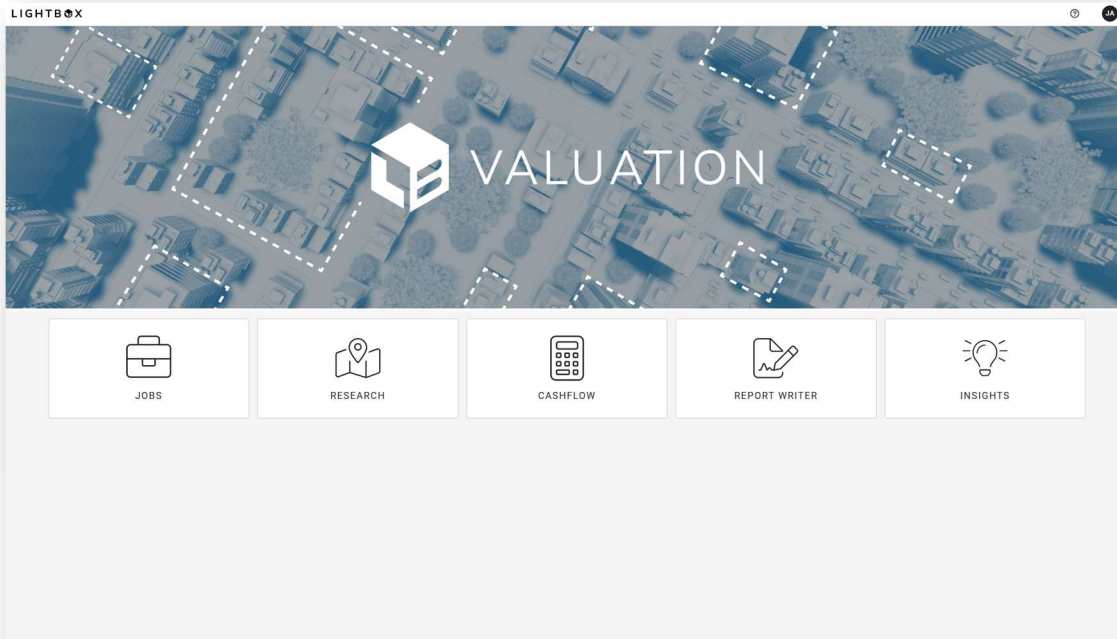 LIGHTBOX
JA
LB VALUATION
JOBS
RESEARCH
CASHFLOW
REPORT WRITER
INSIGHTS